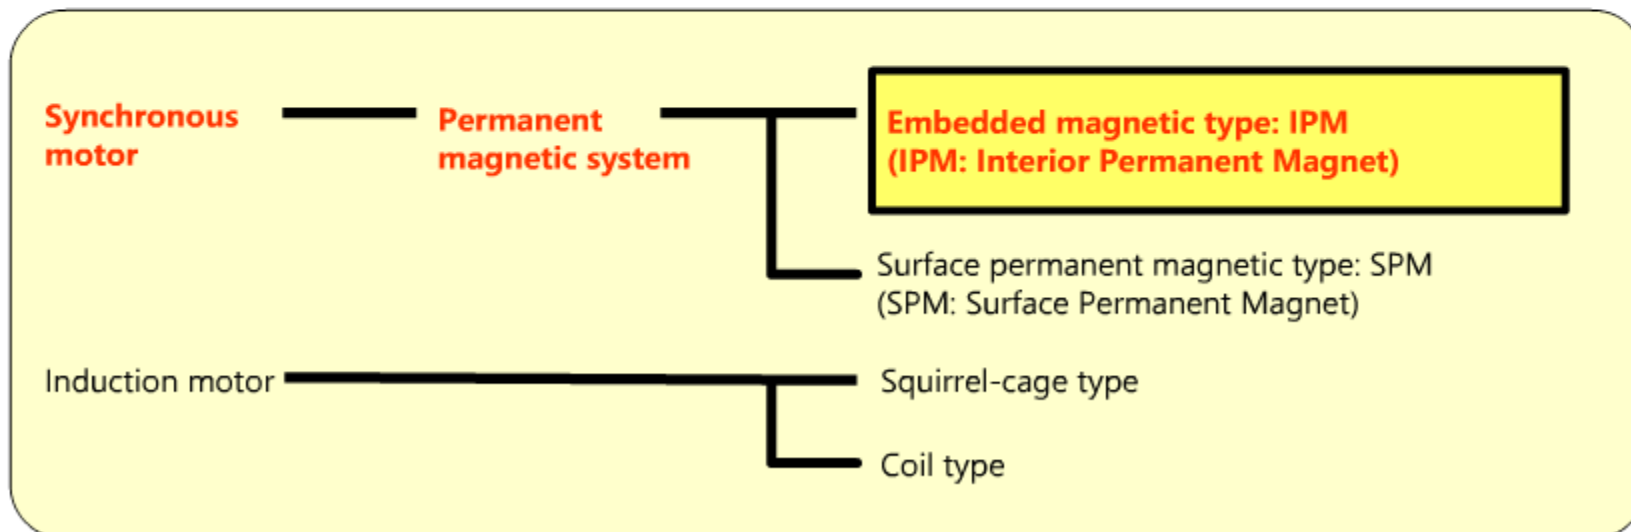 Synchronous
motor
Permanent
magnetic system
Embedded magnetic type: IPM
(IPM: Interior Permanent Magnet)
Surface permanent magnetic type: SPM
(SPM: Surface Permanent Magnet)
Induction motor
Squirrel-cage type
Coil type